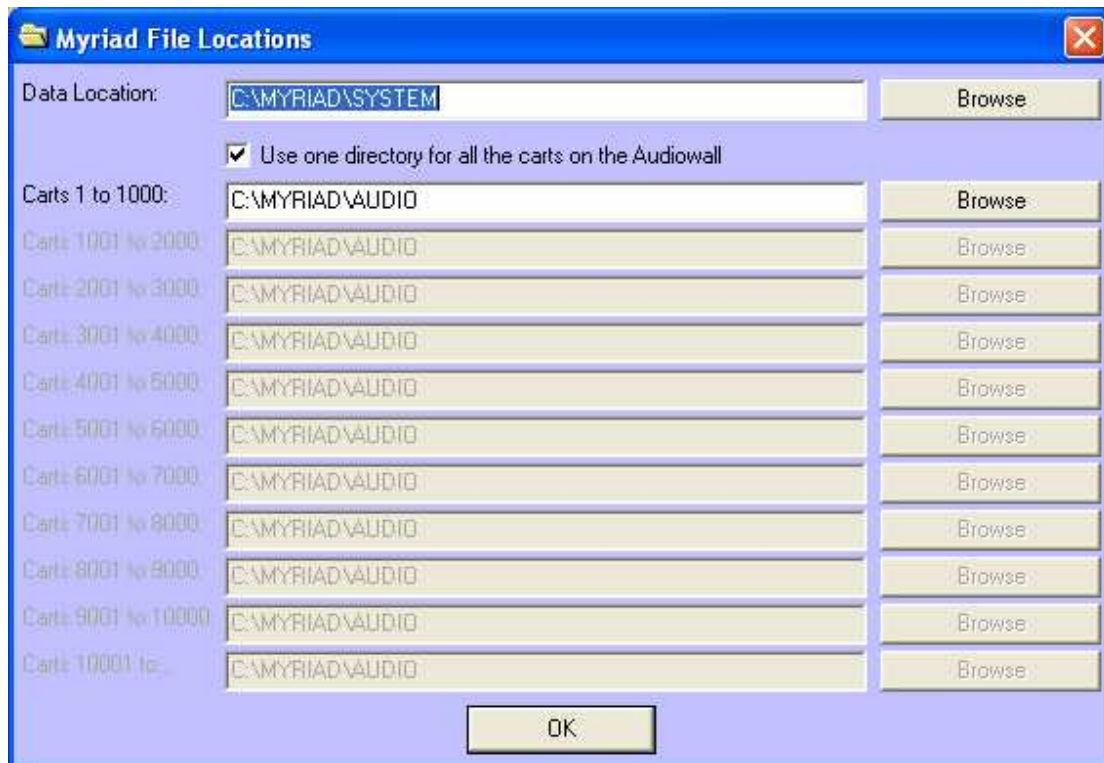 Myriad File Locations
Data Location: C:\MYRIAD\SYSTEM Browse
Use one directory for all the carts on the Audiowall
Carts 1 to 1000: C:\MYRIAD\AUDIO Browse
Carts 1001 to 2000: C:\MYRIAD\AUDIO Browse
Carts 2001 to 3000: C:\MYRIAD\AUDIO Browse
Carts 3001 to 4000: C:\MYRIAD\AUDIO Browse
Carts 4001 to 5000: C:\MYRIAD\AUDIO Browse
Carts 5001 to 6000: C:\MYRIAD\AUDIO Browse
Carts 6001 to 7000: C:\MYRIAD\AUDIO Browse
Carts 7001 to 8000: C:\MYRIAD\AUDIO Browse
Carts 8001 to 9000: C:\MYRIAD\AUDIO Browse
Carts 9001 to 10000: C:\MYRIAD\AUDIO Browse
Carts 10001 to... C:\MYRIAD\AUDIO Browse
OK